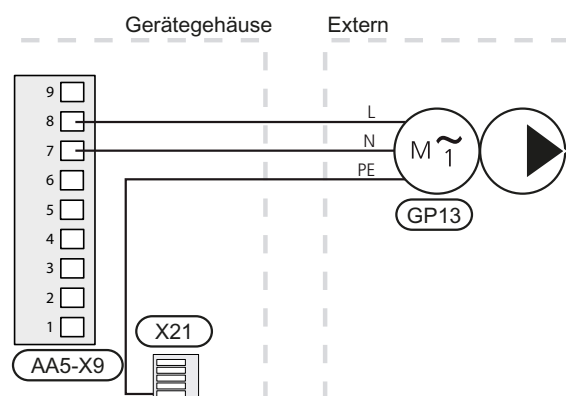 Gerätegehäuse Extern
9
8 L
7 N
6 PE
5
4
3
2
1
M ~ 1
GP13
X21
AA5-X9